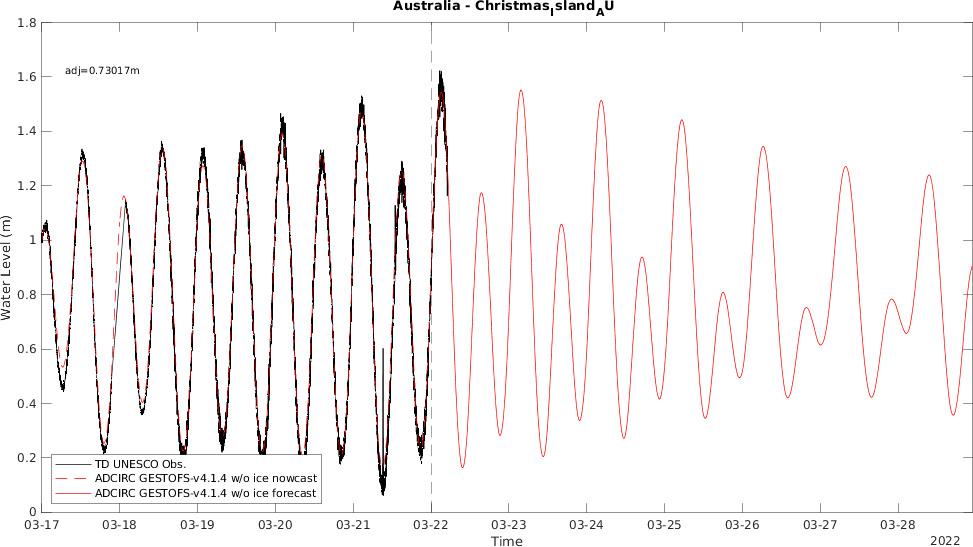 Australia - ChristmasIslandAU
1.8
1.6
1.4
1.2
1
0.8
0.6
0.4
0.2
0
Water Level (m)
adj=0.73017m
TD UNESCO Obs.
ADCIRC GESTOFS-v4.1.4 w/o ice nowcast
ADCIRC GESTOFS-v4.1.4 w/o ice forecast
03-17 03-18 03-19 03-20 03-21 03-22 03-23 03-24 03-25 03-26 03-27 03-28
Time
2022